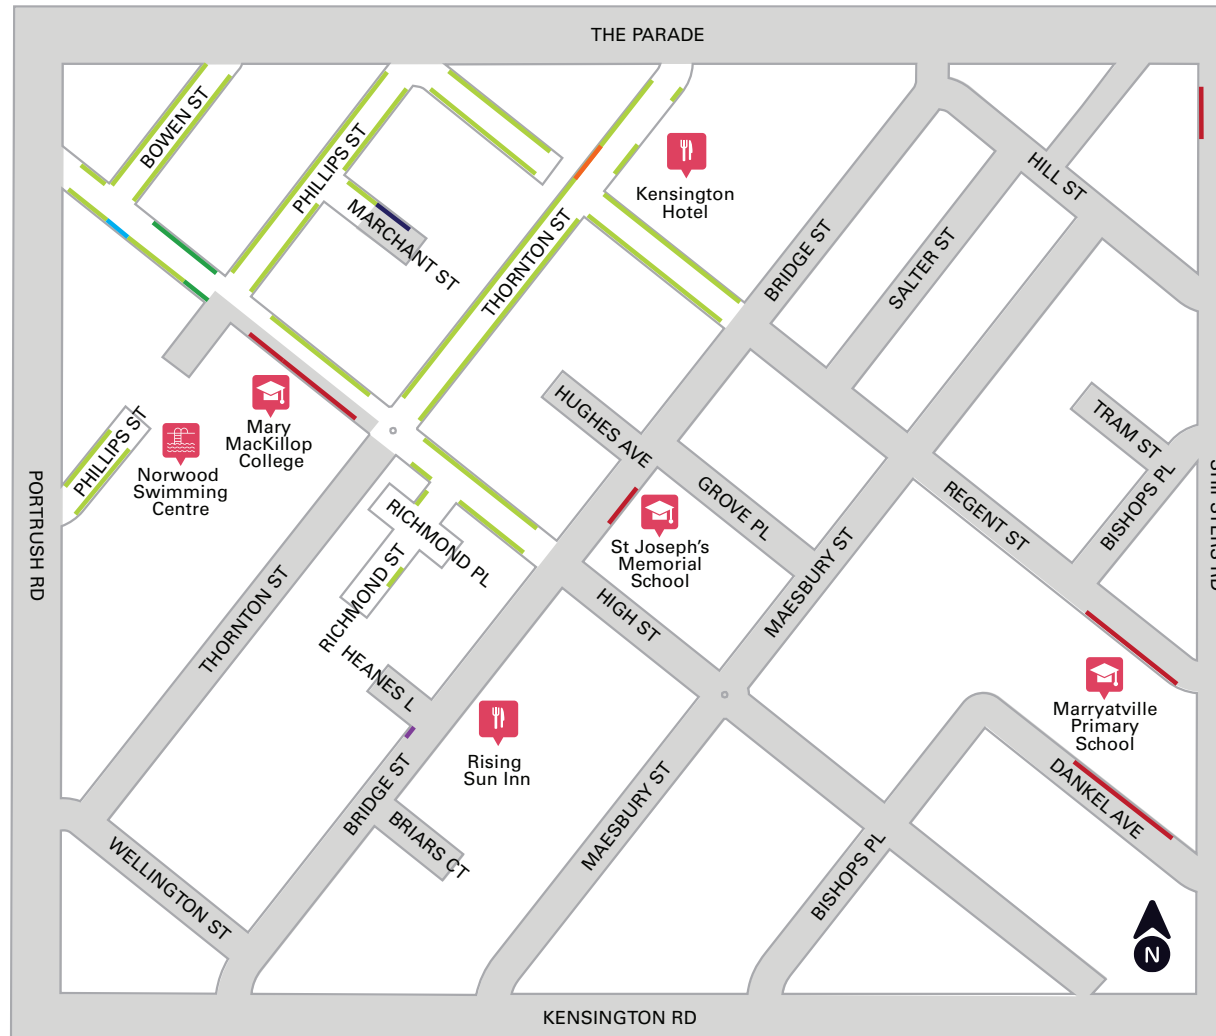 THE PARADE
BOWEN ST
PHILLIPS ST
MARCHANT ST
THORNTON ST
Kensington
Hotel
BRIDGE ST
SALTER ST
HILL ST
PHILLIPS ST
Norwood
Swimming
Centre
Mary
MacKillop
College
HUGHES AVE
GROVE PL
TRAM ST
BISHOPS PL
REGENT ST
PORTRUSH RD
RICHMOND PL
RICHMOND ST
St Joseph's
Memorial
School
MAESBURY ST
HIGH ST
THORNTON ST
HEANES L
Rising
Sun Inn
Marryatville
Primary
School
DANKEL AVE
BRIDGE ST
BRIARS CT
MAESBURY ST
BISHOPS PL
WELLINGTON ST
N
KENSINGTON RD